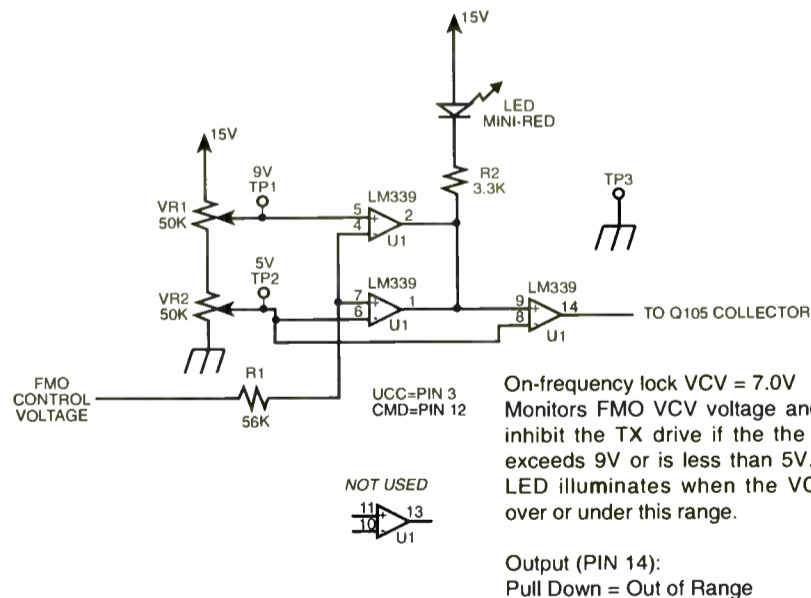 15V
LED
MINI-RED
15V
9V
TP1
R2
3.3K
TP3
LM339
VR1
50K
5
+
2
4
-
U1
5V
TP2
LM339
LM339
VR2
50K
7
+
1
6
-
U1
9
+
14
8
-
U1
TO Q105 COLLECTOR
FMO
CONTROL
VOLTAGE
R1
56K
UCC=PIN 3
CMD=PIN 12
On-frequency lock VCV = 7.0V
Monitors FMO VCV voltage and
inhibit the TX drive if the the
exceeds 9V or is less than 5V.
LED illuminates when the VC
over or under this range.
NOT USED
11
+
13
10
-
U1
Output (PIN 14):
Pull Down = Out of Range